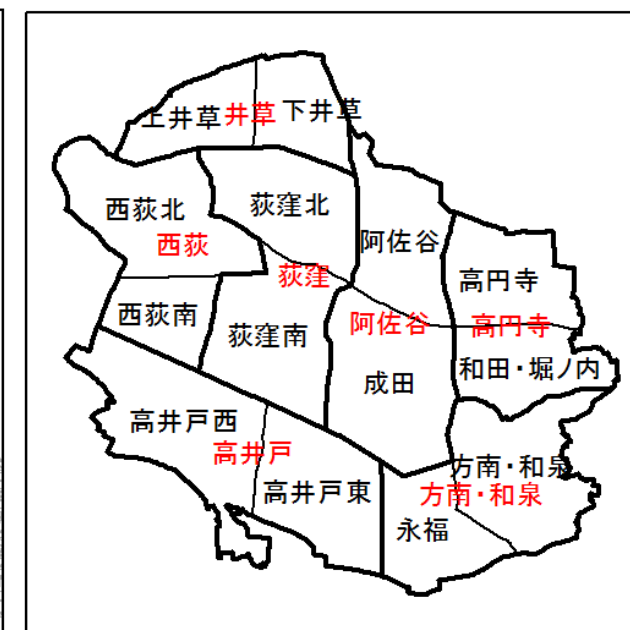 上井草
井草
下井草
西荻北
荻窪北
西荻
阿佐谷
荻窪
高円寺
西荻南
荻窪南
阿佐谷
高円寺
成田
和田・堀ノ内
高井戸西
高井戸
高井戸東
方南・和泉
方南・和泉
永福